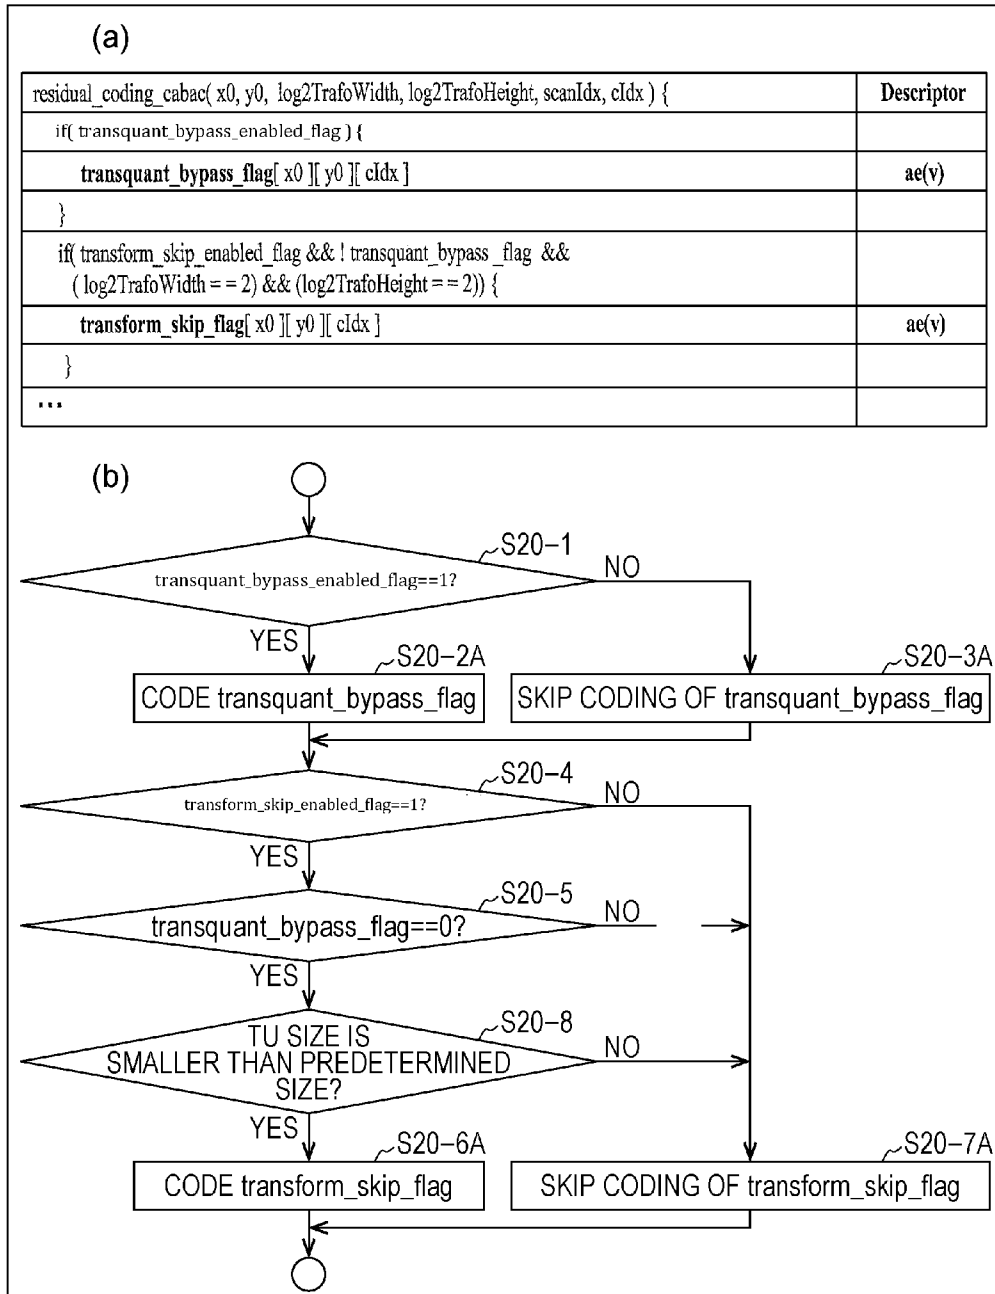 (a)
residual_coding_cabac( x0, y0, log2TrafoWidth, log2TrafoHeight, scanIdx, cIdx ) { Descriptor
if( transquant_bypass_enabled_flag ) {
transquant_bypass_flag[ x0 ][ y0 ][ cIdx ] ae(v)
}
if( transform_skip_enabled_flag && ! transquant_bypass _flag &&
( log2TrafoWidth = = 2) && (log2TrafoHeight = = 2)) {
transform_skip_flag[ x0 ][ y0 ][ cIdx ] ae(v)
}
...
(b)
S20-1
transquant_bypass_enabled_flag==1?
NO
YES
S20-2A
S20-3A
CODE transquant_bypass_flag
SKIP CODING OF transquant_bypass_flag
S20-4
transform_skip_enabled_flag==1?
NO
YES
S20-5
transquant_bypass_flag==0?
NO
YES
S20-8
TU SIZE IS
SMALLER THAN PREDETERMINED
SIZE?
NO
YES
S20-6A
S20-7A
CODE transform_skip_flag
SKIP CODING OF transform_skip_flag